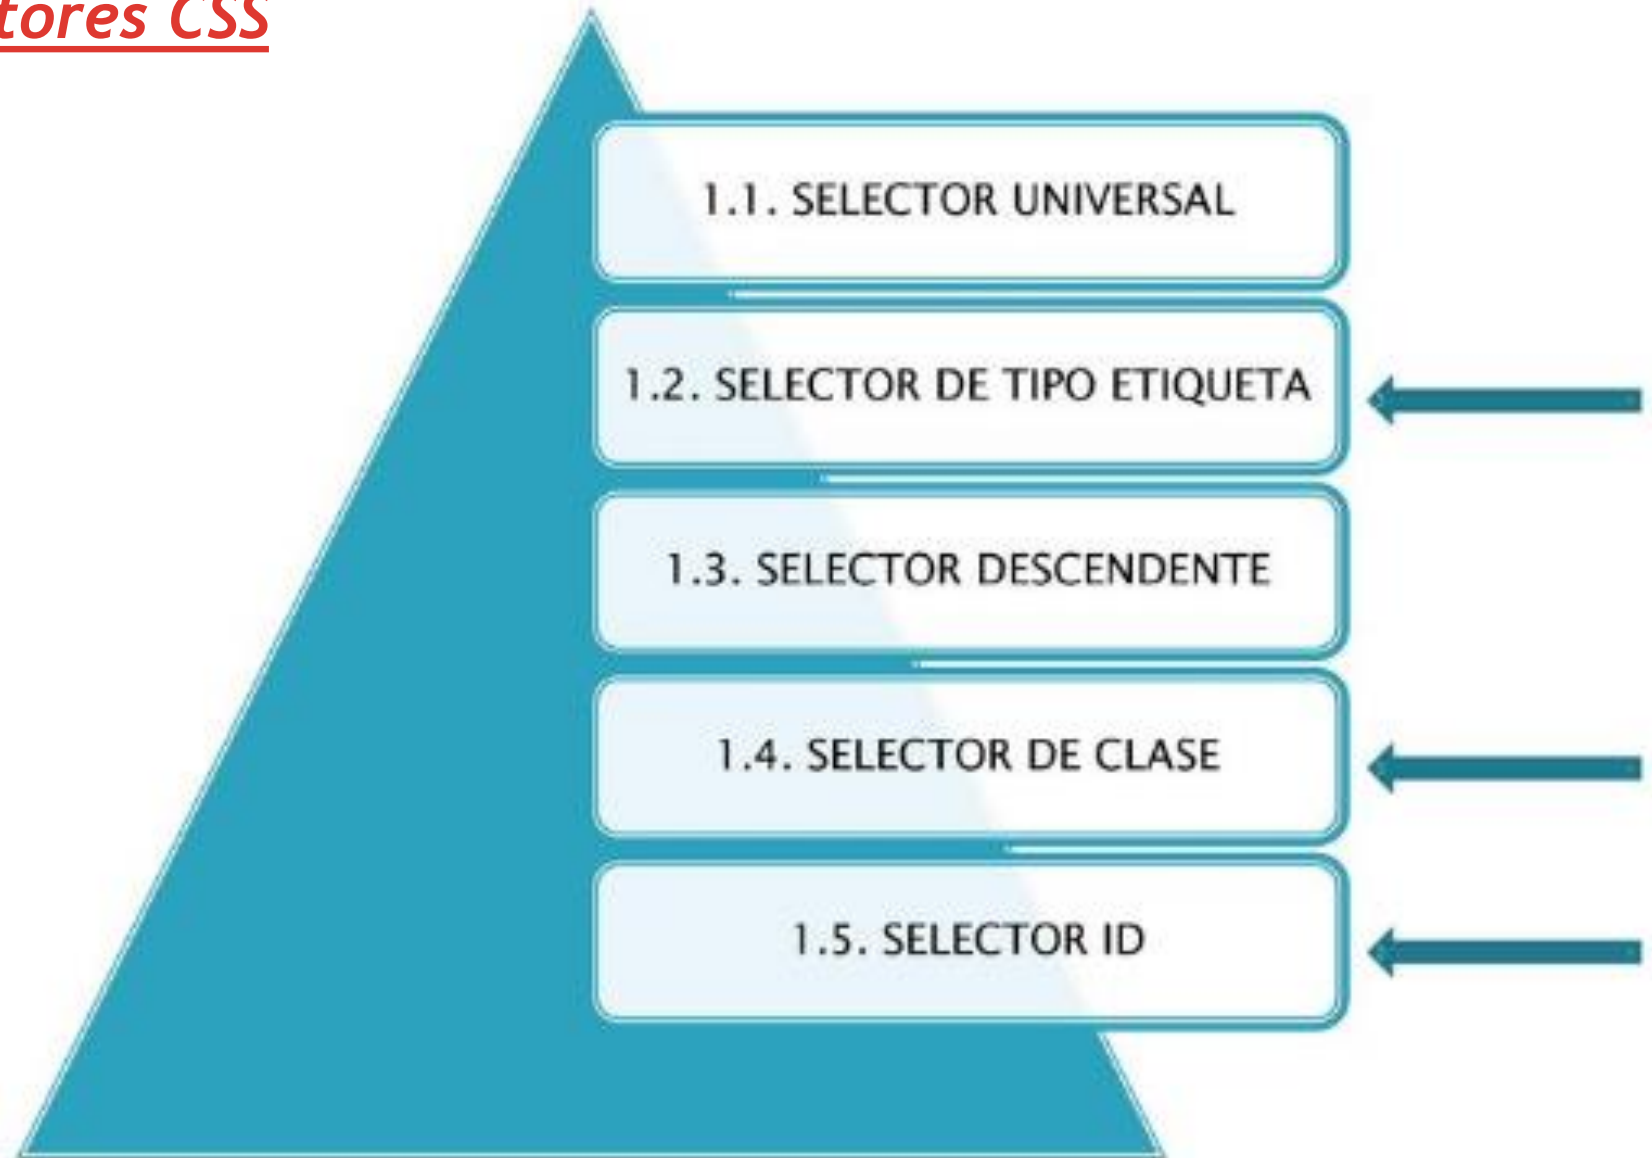 tores CSS
1.1. SELECTOR UNIVERSAL
1.2. SELECTOR DE TIPO ETIQUETA
1.3. SELECTOR DESCENDENTE
1.4. SELECTOR DE CLASE
1.5. SELECTOR ID